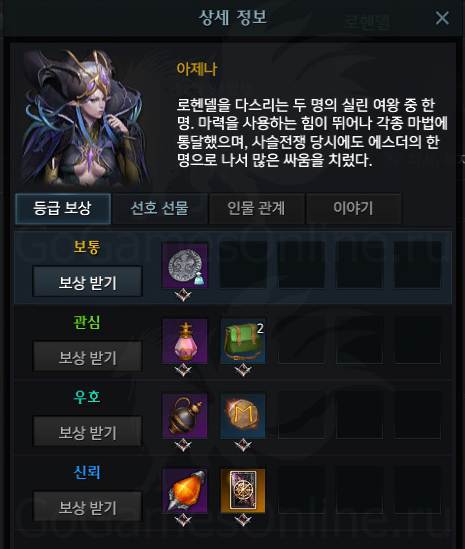 상세 정보
로헨델
아제나
로헨델을 다스리는 두 명의 실린 여왕 중 한
명. 마력을 사용하는 힘이 뛰어나 각종 마법에
통달했으며, 사슬전쟁 당시에도 에스더의 한
명으로 나서 많은 싸움을 치렀다.
등급 보상 선호 선물 인물 관계 이야기
보통
보상 받기
GoGamesOnline.ru
관심
보상 받기
2
우호
보상 받기
신뢰
보상 받기
GoGamesOnline.ru